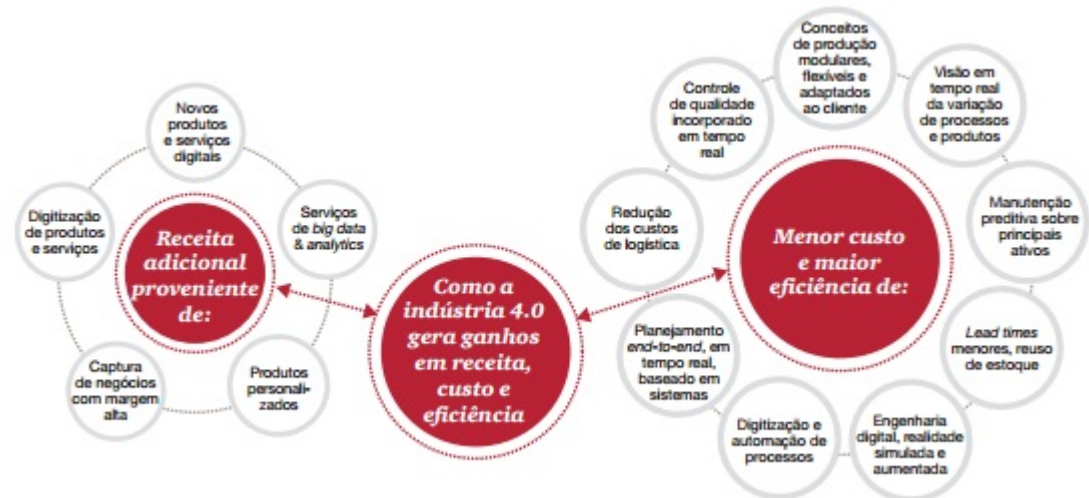 Novos
produtos
e serviços
digitais
Digitização
de produtos
e serviços
Serviços
de big data
& analytics
Receita
adicional
proveniente
de:
Captura
de negócios
com margem
alta
Produtos
personali-
zados
Como a
indústria 4.0
gera ganhos
em receita,
custo e
eficiência
Conceitos
de produção
modulares,
flexíveis e
adaptados
ao cliente
Controle
de qualidade
incorporado
em tempo
real
Visão em
tempo real
da variação
de processos
e produtos
Redução
dos custos
de logística
Menor custo
e maior
eficiência de:
Manutenção
preditiva sobre
principais
ativos
Planejamento
end-to-end, em
tempo real,
baseado em
sistemas
Lead times
menores, reuso
de estoque
Digitização e
automação de
processos
Engenharia
digital, realidade
simulada e
aumentada